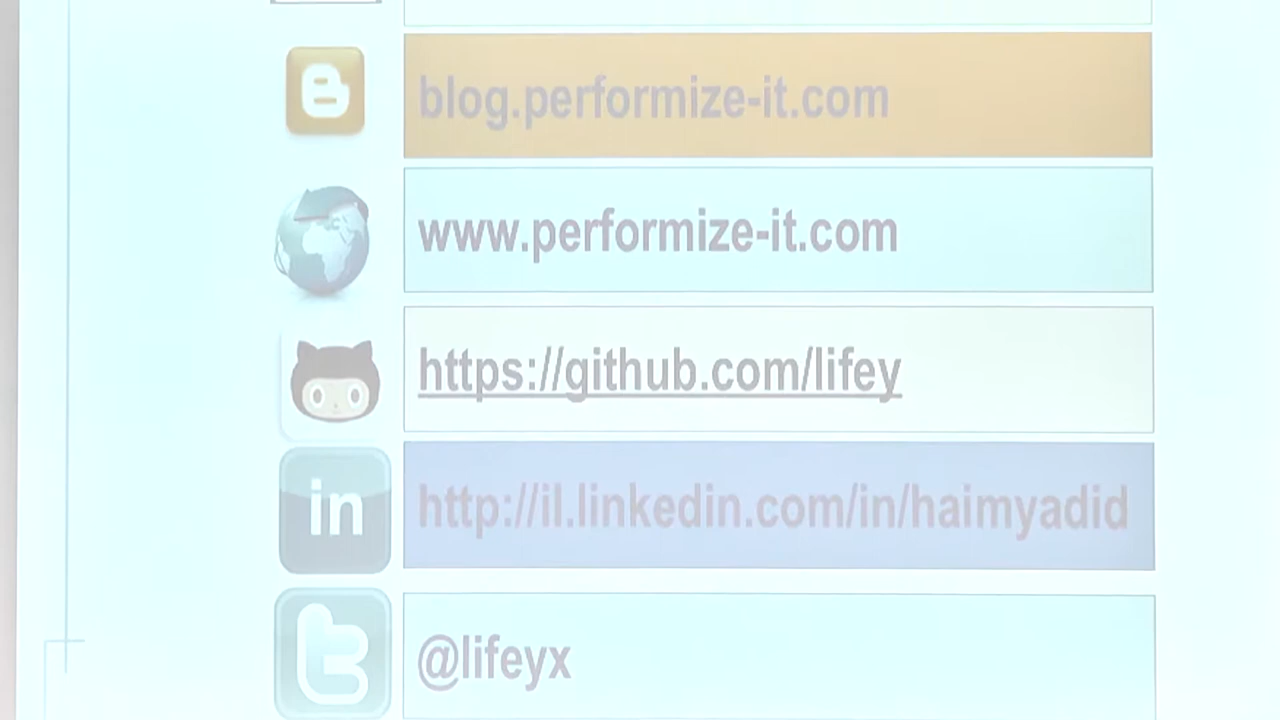 blog.performize-it.com
www.performize-it.com
https://github.com/lifey
in
http://il.linkedin.com/in/haimyadid
@lifeyx